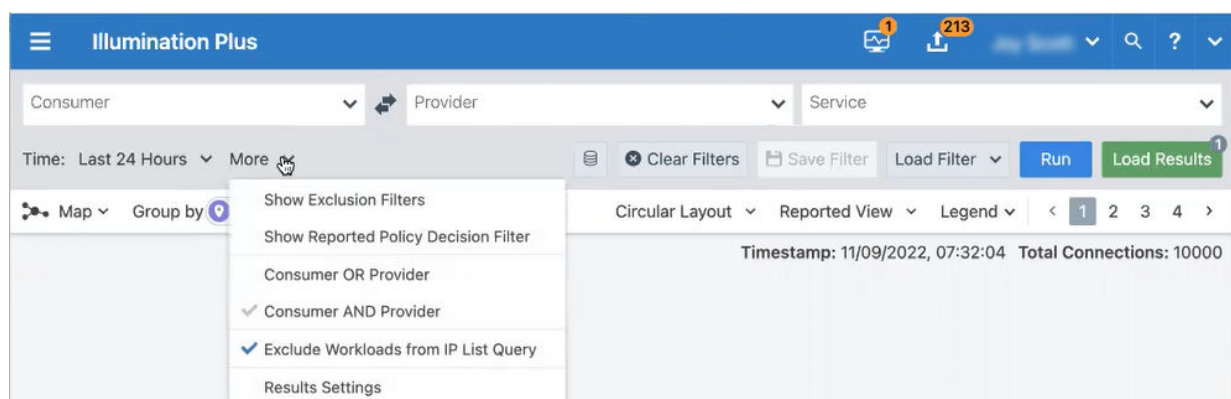 Illumination Plus 1 213 ?
Consumer Provider Service
Time: Last 24 Hours More Clear Filters Save Filter Load Filter Run Load Results 1
Map Group by Circular Layout Reported View Legend < 1 2 3 4 >
Show Exclusion Filters
Show Reported Policy Decision Filter
Timestamp: 11/09/2022, 07:32:04 Total Connections: 10000
Consumer OR Provider
Consumer AND Provider
Exclude Workloads from IP List Query
Results Settings